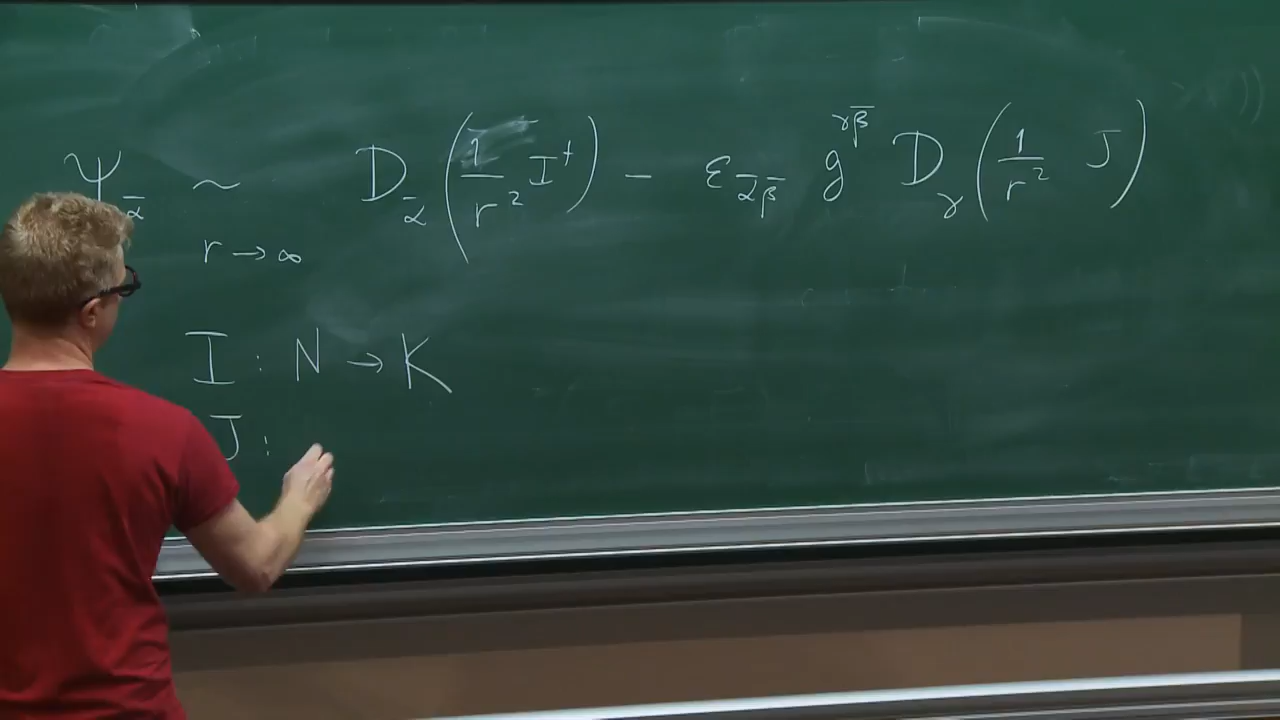 ψ_ᾱ ∼ D_ᾱ (1/r² I†) − ε_ᾱβ̄ g^γβ̄ D_γ (1/r² J)
r → ∞
I : N → K
J :